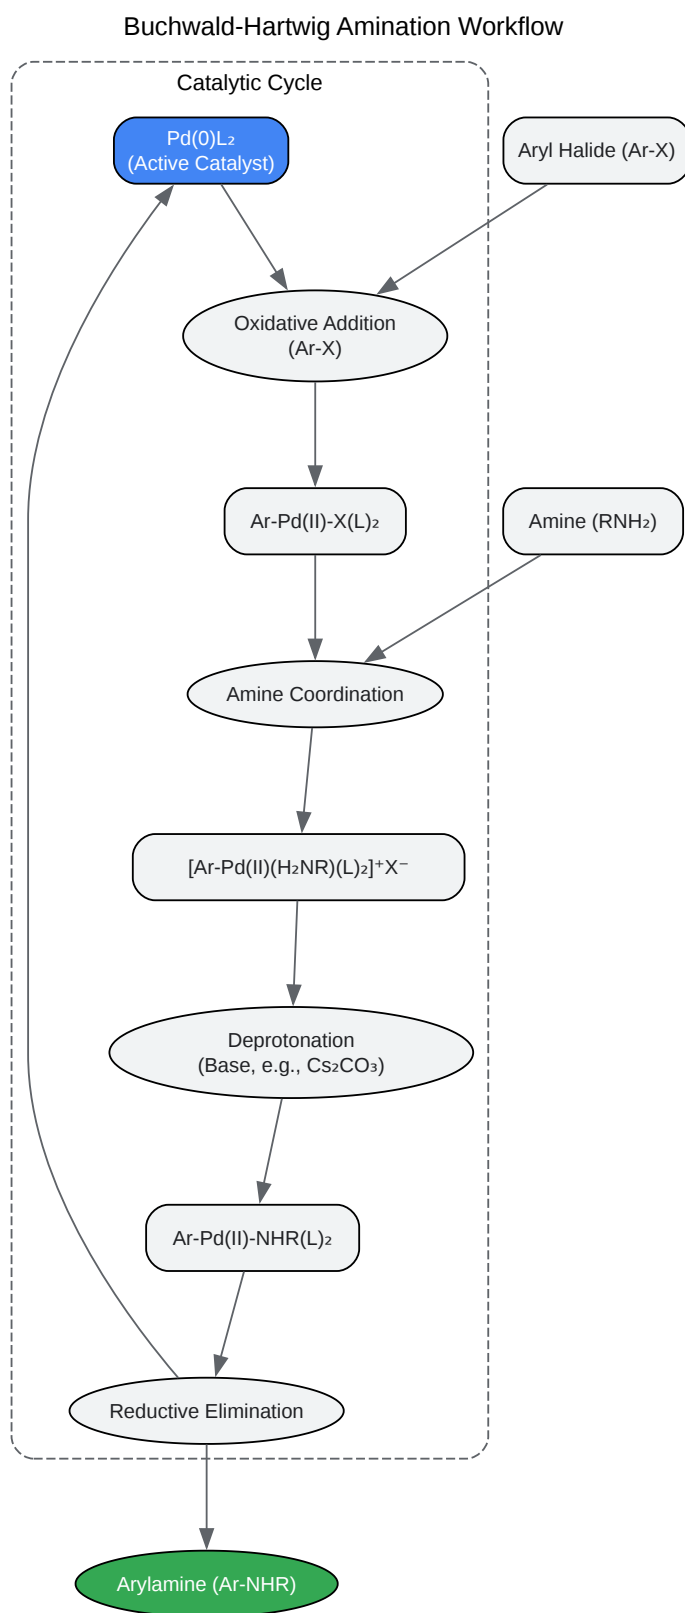 Buchwald-Hartwig Amination Workflow
Catalytic Cycle
Pd(0)L₂
(Active Catalyst)
Aryl Halide (Ar-X)
Oxidative Addition
(Ar-X)
Ar-Pd(II)-X(L)₂
Amine (RNH₂)
Amine Coordination
[Ar-Pd(II)(H₂NR)(L)₂]⁺X⁻
Deprotonation
(Base, e.g., Cs₂CO₃)
Ar-Pd(II)-NHR(L)₂
Reductive Elimination
Arylamine (Ar-NHR)